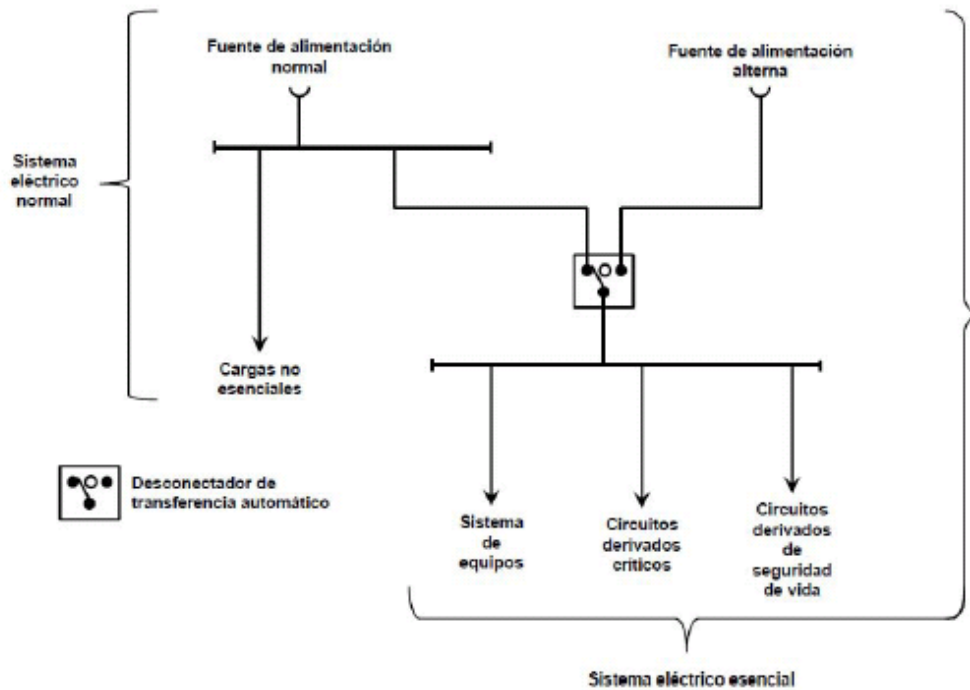 Fuente de alimentación
normal
Fuente de alimentación
alterna
Sistema
eléctrico
normal
Cargas no
esenciales
Desconectador de
transferencia automático
Sistema
de
equipos
Circuitos
derivados
críticos
Circuitos
derivados
de
seguridad
de vida
Sistema eléctrico esencial